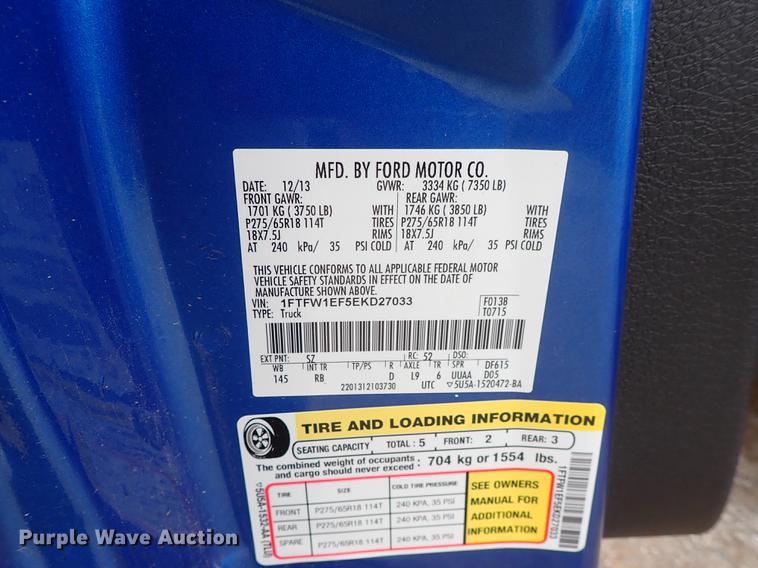 MFD. BY FORD MOTOR CO.
DATE: 12/13 GVWR: 3334 KG ( 7350 LB)
FRONT GAWR: REAR GAWR:
1701 KG ( 3750 LB) WITH 1746 KG ( 3850 LB) WITH
P275/65R18 114T TIRES P275/65R18 114T TIRES
18X7.5J RIMS 18X7.5J RIMS
AT 240 kPa/ 35 PSI COLD AT 240 kPa/ 35 PSI COLD
THIS VEHICLE CONFORMS TO ALL APPLICABLE FEDERAL MOTOR
VEHICLE SAFETY STANDARDS IN EFFECT ON THE DATE OF
MANUFACTURE SHOWN ABOVE.
VIN: 1FTFW1EF5EKD27033 F0138
TYPE: Truck T0715
EXT PNT: SZ RC: 52 DSO:
WB INT TR TP/PS R AXLE TR SPR DF615
145 RB D L9 6 UUAA D05
2201312103730 UTC ▽5U5A-1520472-BA
TIRE AND LOADING INFORMATION
SEATING CAPACITY TOTAL : 5 FRONT: 2 REAR: 3
The combined weight of occupants and cargo should never exceed : 704 kg or 1554 lbs.
TIRE SIZE COLD TIRE PRESSURE
FRONT P275/65R18 114T 240 KPA, 35 PSI
REAR P275/65R18 114T 240 KPA, 35 PSI
SPARE P275/65R18 114T 240 KPA, 35 PSI
SEE OWNERS
MANUAL FOR
ADDITIONAL
INFORMATION
▽5U5A-1532-AA (TLU)
1FTFW1EF5EKD27033
Purple Wave Auction